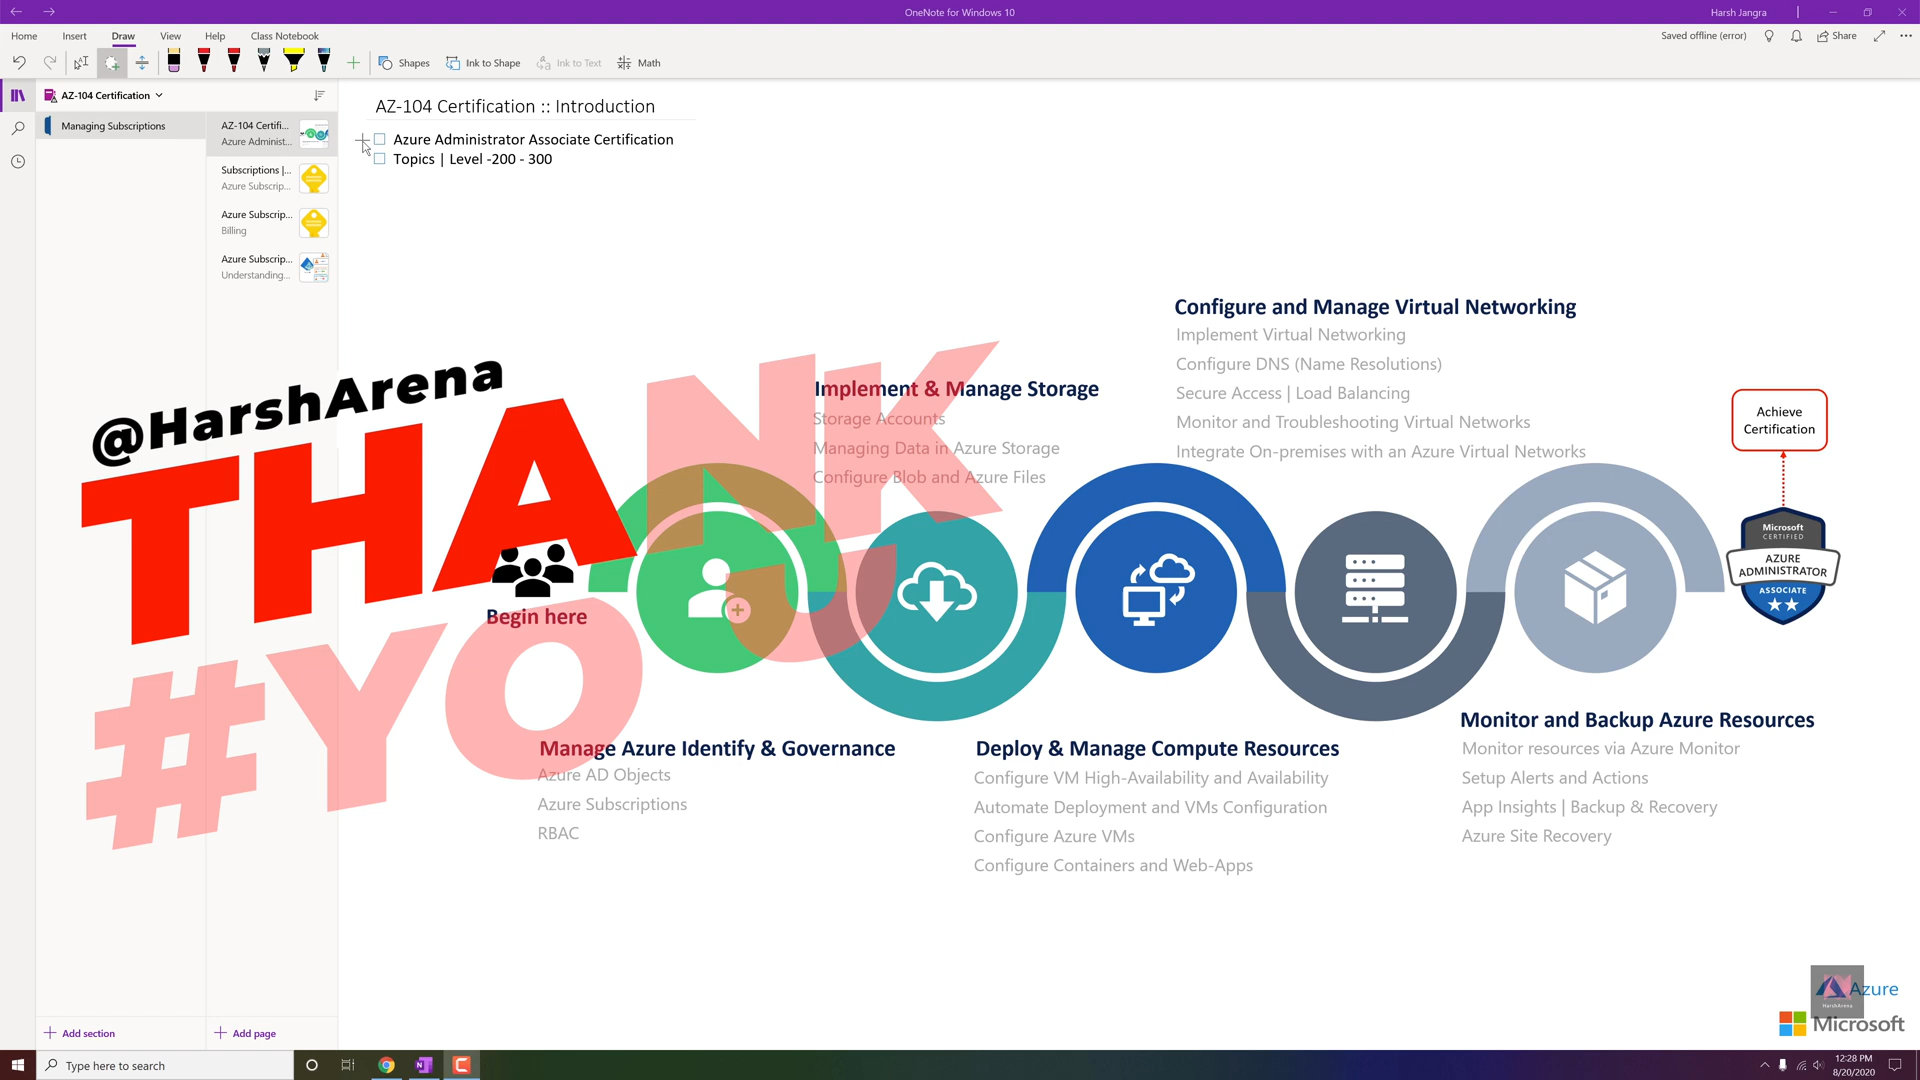 OneNote for Windows 10
Harsh Jangra
Home
Insert
Draw
View
Help
Class Notebook
Saved offline (error)
Share
Shapes
Ink to Shape
Ink to Text
Math
AZ-104 Certification
Managing Subscriptions
AZ-104 Certifi...
Azure Administ...
Subscriptions |...
Azure Subscrip...
Azure Subscrip...
Billing
Azure Subscrip...
Understanding...
AZ-104 Certification :: Introduction
Azure Administrator Associate Certification
Topics | Level -200 - 300
@HarshArena
THANK
#YOU
Begin here
Implement & Manage Storage
Storage Accounts
Managing Data in Azure Storage
Configure Blob and Azure Files
Configure and Manage Virtual Networking
Implement Virtual Networking
Configure DNS (Name Resolutions)
Secure Access | Load Balancing
Monitor and Troubleshooting Virtual Networks
Integrate On-premises with an Azure Virtual Networks
Achieve
Certification
Microsoft
CERTIFIED
AZURE
ADMINISTRATOR
ASSOCIATE
Manage Azure Identify & Governance
Azure AD Objects
Azure Subscriptions
RBAC
Deploy & Manage Compute Resources
Configure VM High-Availability and Availability
Automate Deployment and VMs Configuration
Configure Azure VMs
Configure Containers and Web-Apps
Monitor and Backup Azure Resources
Monitor resources via Azure Monitor
Setup Alerts and Actions
App Insights | Backup & Recovery
Azure Site Recovery
Azure
HarshArena
Microsoft
Add section
Add page
Type here to search
12:28 PM
8/20/2020